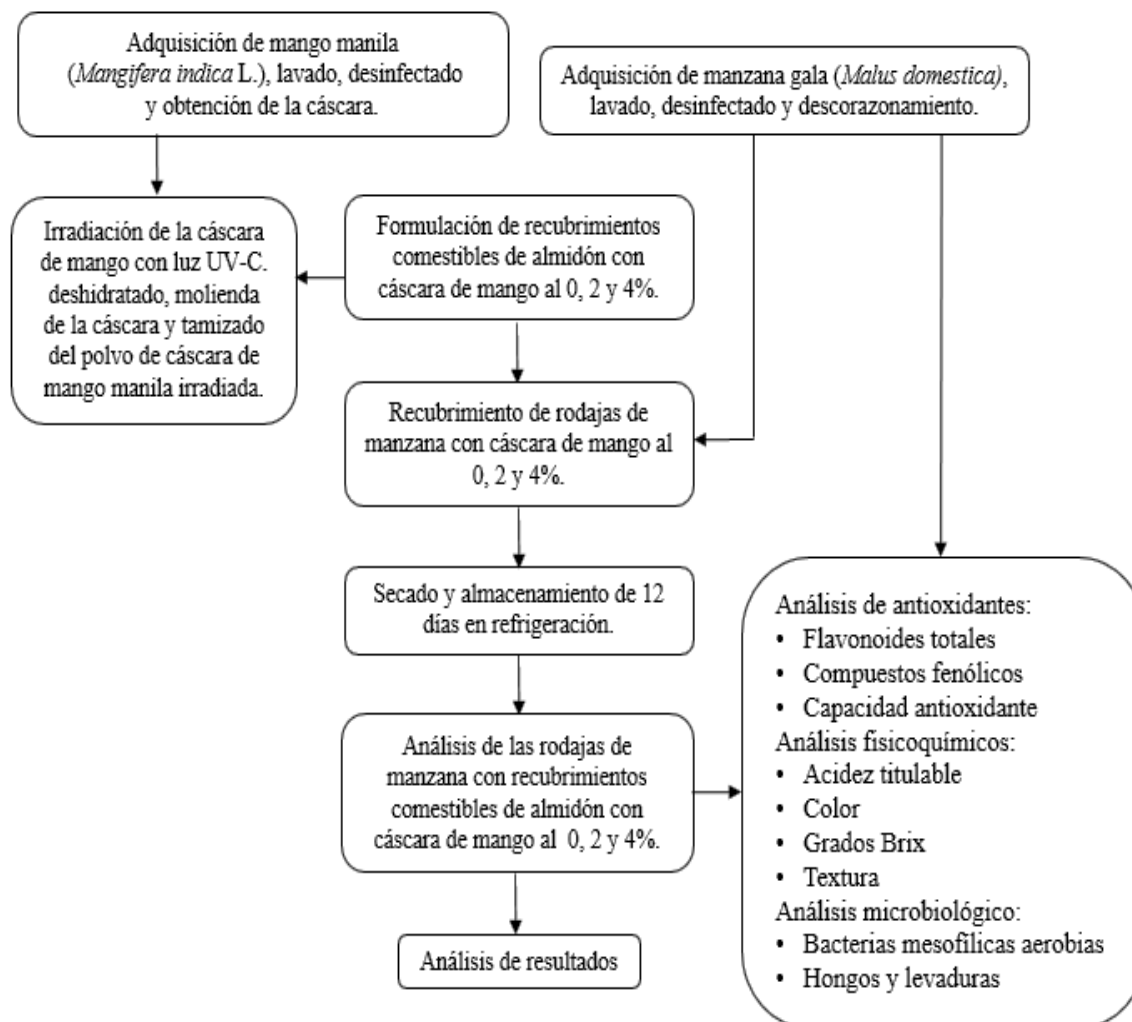 Adquisición de mango manila
(Mangifera indica L.), lavado, desinfectado
y obtención de la cáscara.
Adquisición de manzana gala (Malus domestica),
lavado, desinfectado y descorazonamiento.
Irradiación de la cáscara
de mango con luz UV-C.
deshidratado, molienda
de la cáscara y tamizado
del polvo de cáscara de
mango manila irradiada.
Formulación de recubrimientos
comestibles de almidón con
cáscara de mango al 0, 2 y 4%.
Recubrimiento de rodajas de
manzana con cáscara de mango al
0, 2 y 4%.
Secado y almacenamiento de 12
días en refrigeración.
Análisis de las rodajas de
manzana con recubrimientos
comestibles de almidón con
cáscara de mango al 0, 2 y 4%.
Análisis de resultados
Análisis de antioxidantes:
• Flavonoides totales
• Compuestos fenólicos
• Capacidad antioxidante
Análisis fisicoquímicos:
• Acidez titulable
• Color
• Grados Brix
• Textura
Análisis microbiológico:
• Bacterias mesofílicas aerobias
• Hongos y levaduras